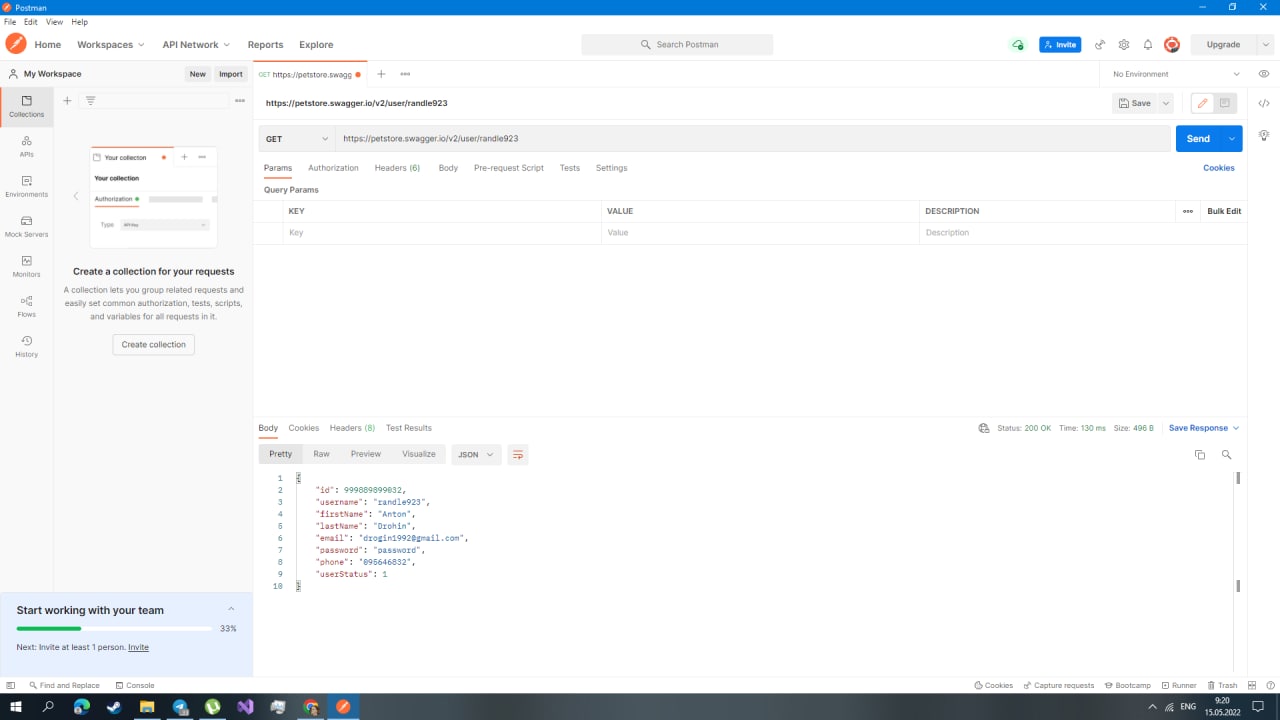 Postman
File Edit View Help
Home Workspaces API Network Reports Explore
Search Postman
Invite
Upgrade
My Workspace
New Import
GET https://petstore.swagg
No Environment
Collections
APIs
Environments
Mock Servers
Monitors
Flows
History
Your collection
Your collection
Authorization
Type API Key
Create a collection for your requests
A collection lets you group related requests and
easily set common authorization, tests, scripts,
and variables for all requests in it.
Create collection
https://petstore.swagger.io/v2/user/randle923
Save
GET https://petstore.swagger.io/v2/user/randle923
Send
Params Authorization Headers (6) Body Pre-request Script Tests Settings
Cookies
Query Params
KEY VALUE DESCRIPTION
Bulk Edit
Key Value Description
Body Cookies Headers (8) Test Results
Status: 200 OK Time: 130 ms Size: 496 B
Save Response
Pretty Raw Preview Visualize JSON
1 {
2 "id": 999889899032,
3 "username": "randle923",
4 "firstName": "Anton",
5 "lastName": "Drohin",
6 "email": "drogin1992@gmail.com",
7 "password": "password",
8 "phone": "095646832",
9 "userStatus": 1
10 }
Start working with your team
33%
Next: Invite at least 1 person. Invite
Find and Replace Console
Cookies Capture requests Bootcamp Runner Trash
ENG
9:20
15.05.2022